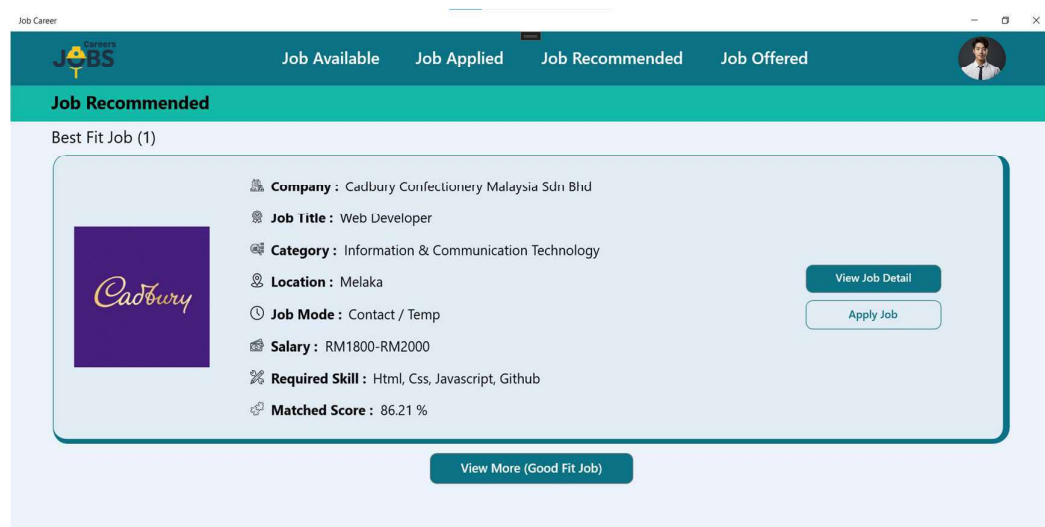 Job Career
Careers
JOBS
Job Available Job Applied Job Recommended Job Offered
Job Recommended
Best Fit Job (1)
Company : Cadbury Confectionery Malaysia Sdn Bhd
Job Title : Web Developer
Category : Information & Communication Technology
Location : Melaka
Job Mode : Contact / Temp
Salary : RM1800-RM2000
Required Skill : Html, Css, Javascript, Github
Matched Score : 86.21 %
Cadbury
View Job Detail
Apply Job
View More (Good Fit Job)